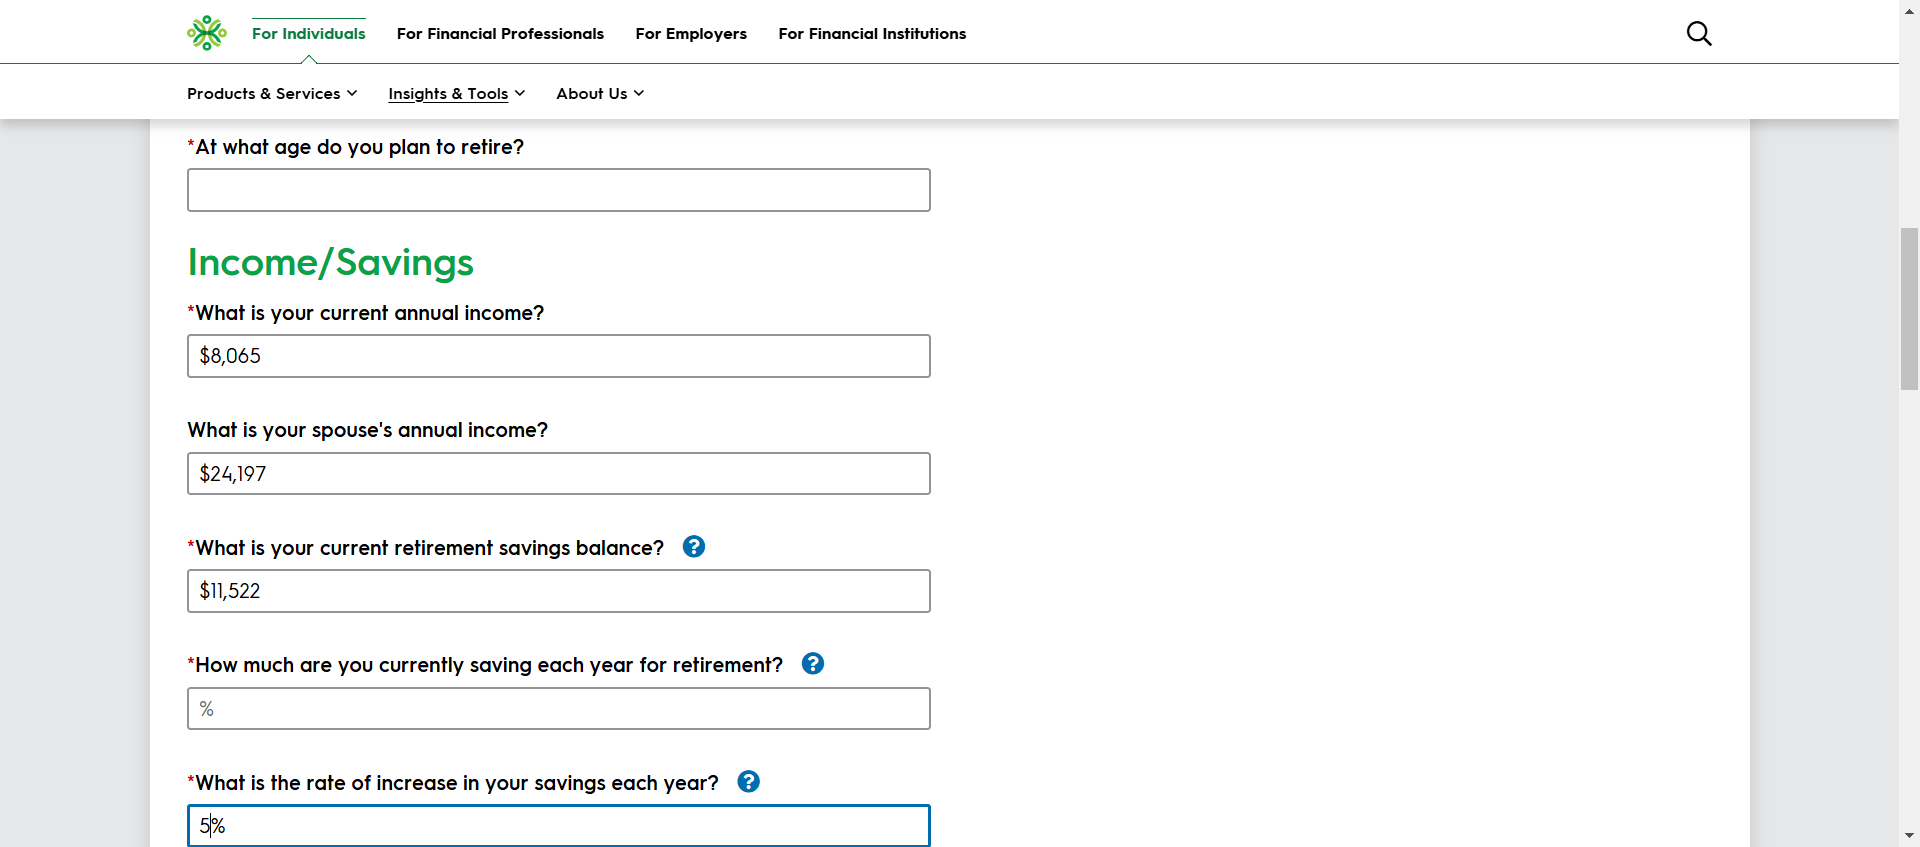 For Individuals For Financial Professionals For Employers For Financial Institutions
Products & Services Insights & Tools About Us
*At what age do you plan to retire?
Income/Savings
*What is your current annual income?
$8,065
What is your spouse's annual income?
$24,197
*What is your current retirement savings balance? ?
$11,522
*How much are you currently saving each year for retirement? ?
%
*What is the rate of increase in your savings each year? ?
5%